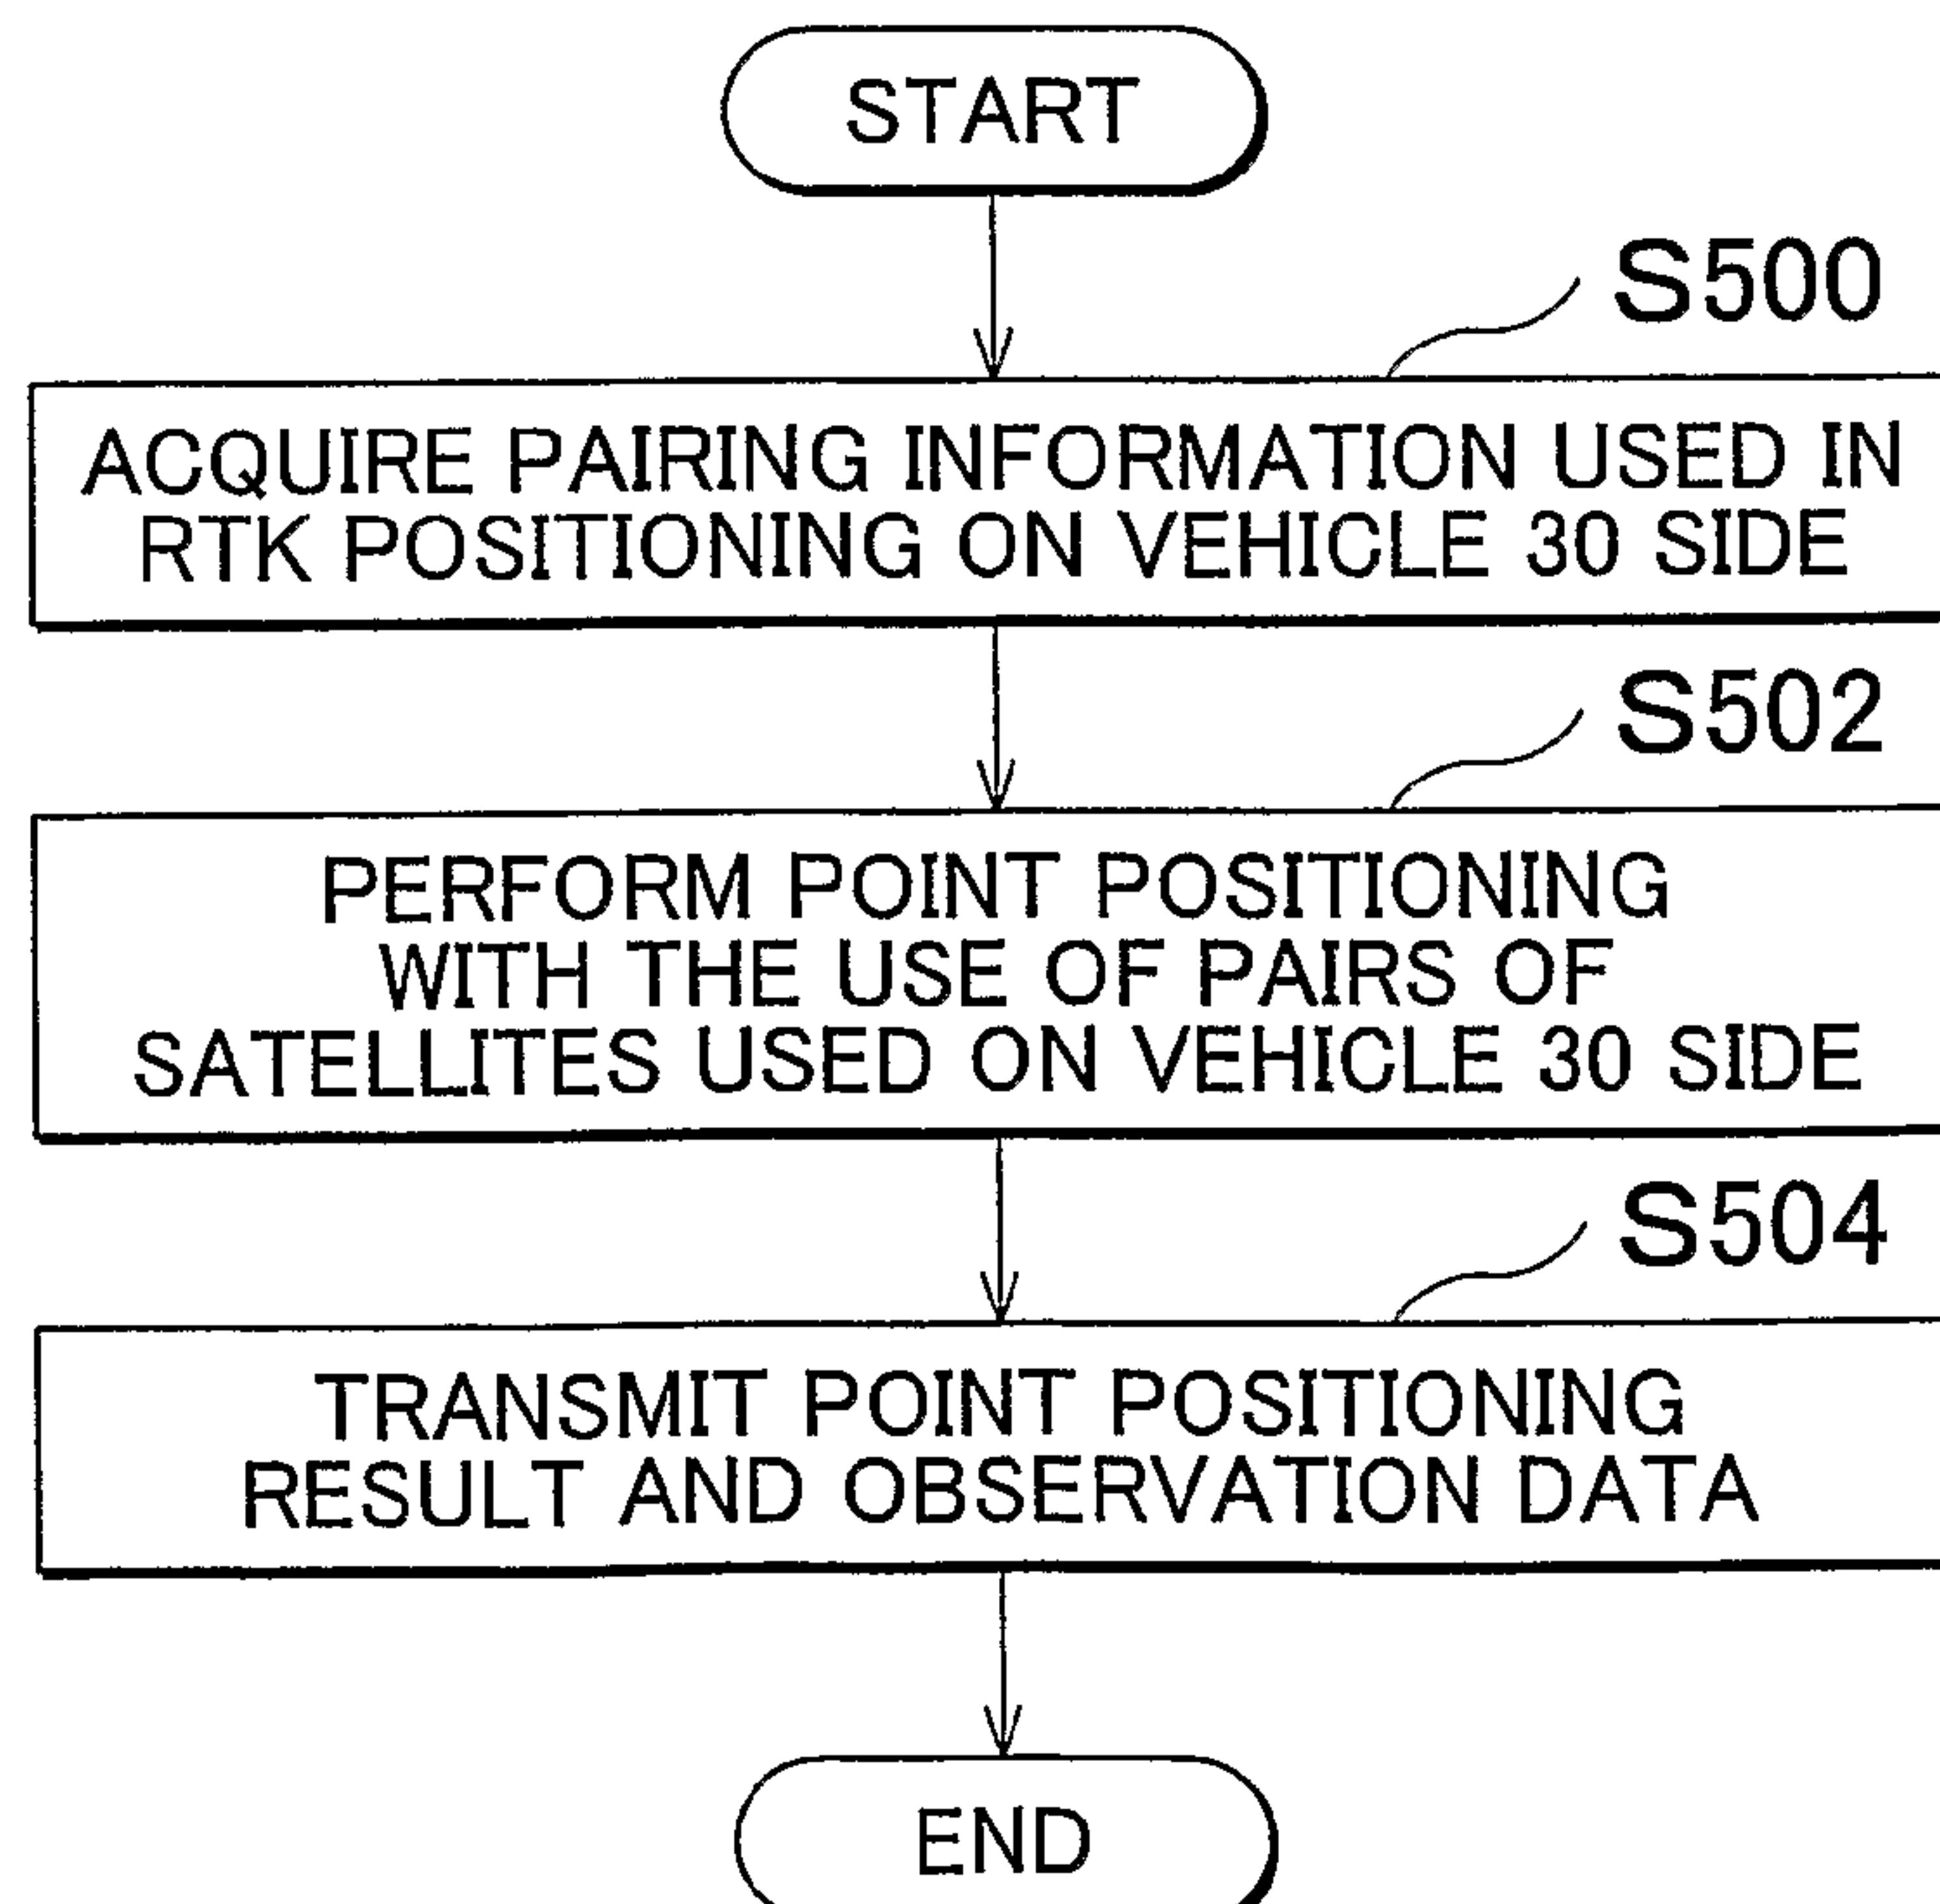 START
S500
ACQUIRE PAIRING INFORMATION USED IN
RTK POSITIONING ON VEHICLE 30 SIDE
S502
PERFORM POINT POSITIONING
WITH THE USE OF PAIRS OF
SATELLITES USED ON VEHICLE 30 SIDE
S504
TRANSMIT POINT POSITIONING
RESULT AND OBSERVATION DATA
END